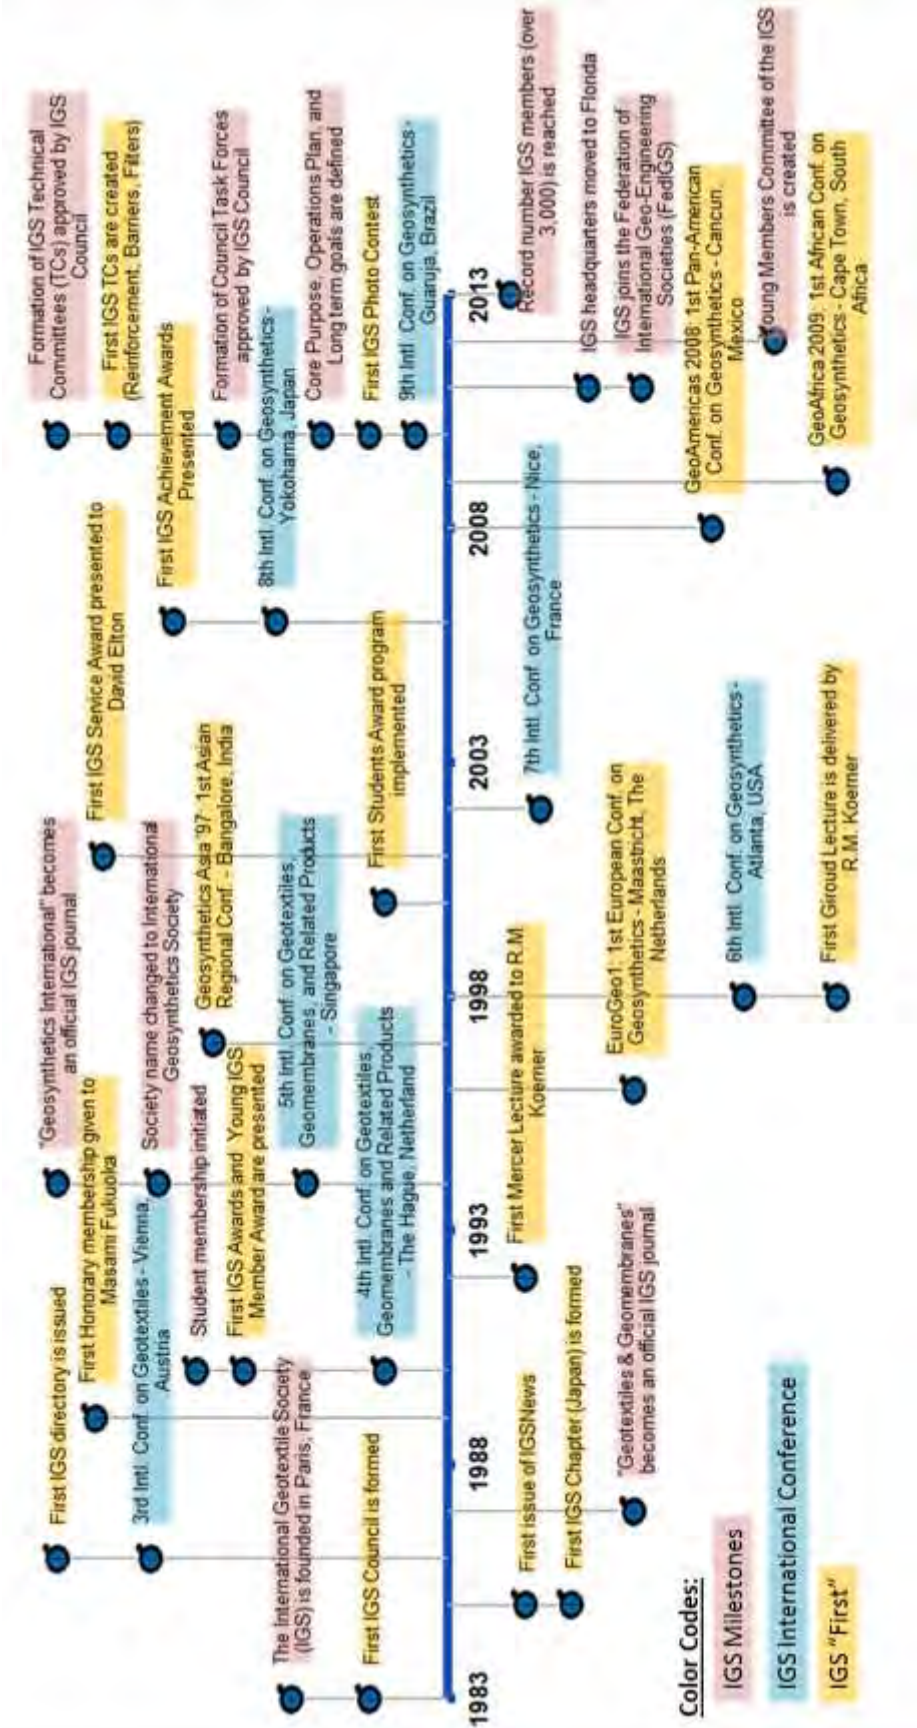 First IGS directory is issued
First Honorary membership given to
Masami Fukuoka
3rd Intl. Conf. on Geotextiles - Vienna,
Austria
Student membership initiated
First IGS Awards and Young IGS
Member Award are presented
The International Geotextile Society
(IGS) is founded in Paris, France
First IGS Council is formed
"Geosynthetics International" becomes
an official IGS journal
Society name changed to International
Geosynthetics Society
Geosynthetics Asia '97: 1st Asian
Regional Conf. - Bangalore, India
5th Intl. Conf. on Geotextiles,
Geomembranes, and Related Products
- Singapore
4th Intl. Conf. on Geotextiles,
Geomembranes and Related Products
- The Hague, Netherland
First IGS Service Award presented to
David Elton
First Students Award program
implemented
Formation of IGS Technical
Committees (TCs) approved by IGS
Council
First IGS TCs are created
(Reinforcement, Barriers, Filters)
First IGS Achievement Awards
Presented
Formation of Council Task Forces
approved by IGS Council
8th Intl. Conf. on Geosynthetics -
Yokohama, Japan
Core Purpose, Operations Plan, and
Long term goals are defined
First IGS Photo Contest
9th Intl. Conf. on Geosynthetics -
Guaruja, Brazil
1983
1988
1993
1998
2003
2008
2013
First issue of IGSNews
First IGS Chapter (Japan) is formed
"Geotextiles & Geomembranes"
becomes an official IGS journal
First Mercer Lecture awarded to R.M.
Koerner
EuroGeo1: 1st European Conf. on
Geosynthetics - Maastricht, The
Netherlands
6th Intl. Conf. on Geosynthetics -
Atlanta, USA
First Giroud Lecture is delivered by
R.M. Koerner
7th Intl. Conf. on Geosynthetics - Nice,
France
Record number IGS members (over
3,000) is reached
IGS headquarters moved to Florida
IGS joins the Federation of
International Geo-Engineering
Societies (FedIGS)
GeoAmericas 2008: 1st Pan-American
Conf. on Geosynthetics - Cancun,
Mexico
Young Members Committee of the IGS
is created
GeoAfrica 2009: 1st African Conf. on
Geosynthetics - Cape Town, South
Africa
Color Codes:
IGS Milestones
IGS International Conference
IGS "First"